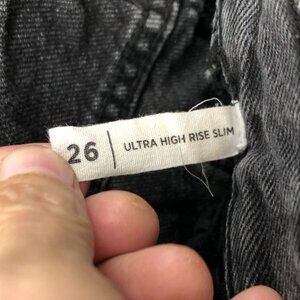 26 | ULTRA HIGH RISE SLIM